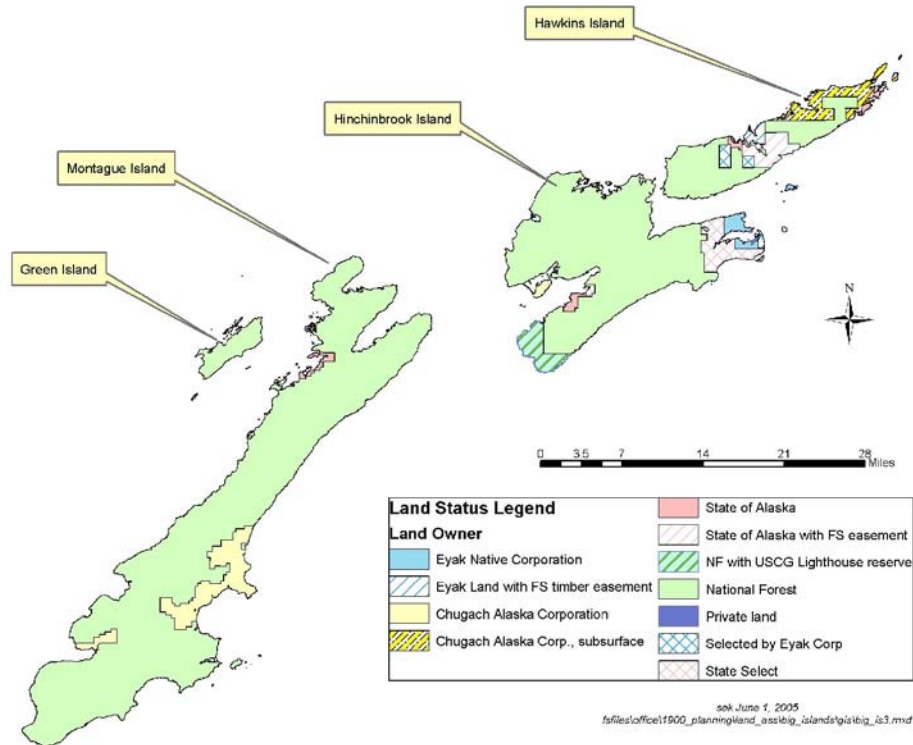 Hawkins Island
Hinchinbrook Island
Montague Island
Green Island
N
0 3.5 7 14 21 28
Miles
Land Status Legend
Land Owner
Eyak Native Corporation
Eyak Land with FS timber easement
Chugach Alaska Corporation
Chugach Alaska Corp., subsurface
State of Alaska
State of Alaska with FS easement
NF with USCG Lighthouse reserve
National Forest
Private land
Selected by Eyak Corp
State Select
sek June 1, 2005
fsfiles\office\1900_planning\land_ass\big_islands\gis\big_is3.mxd